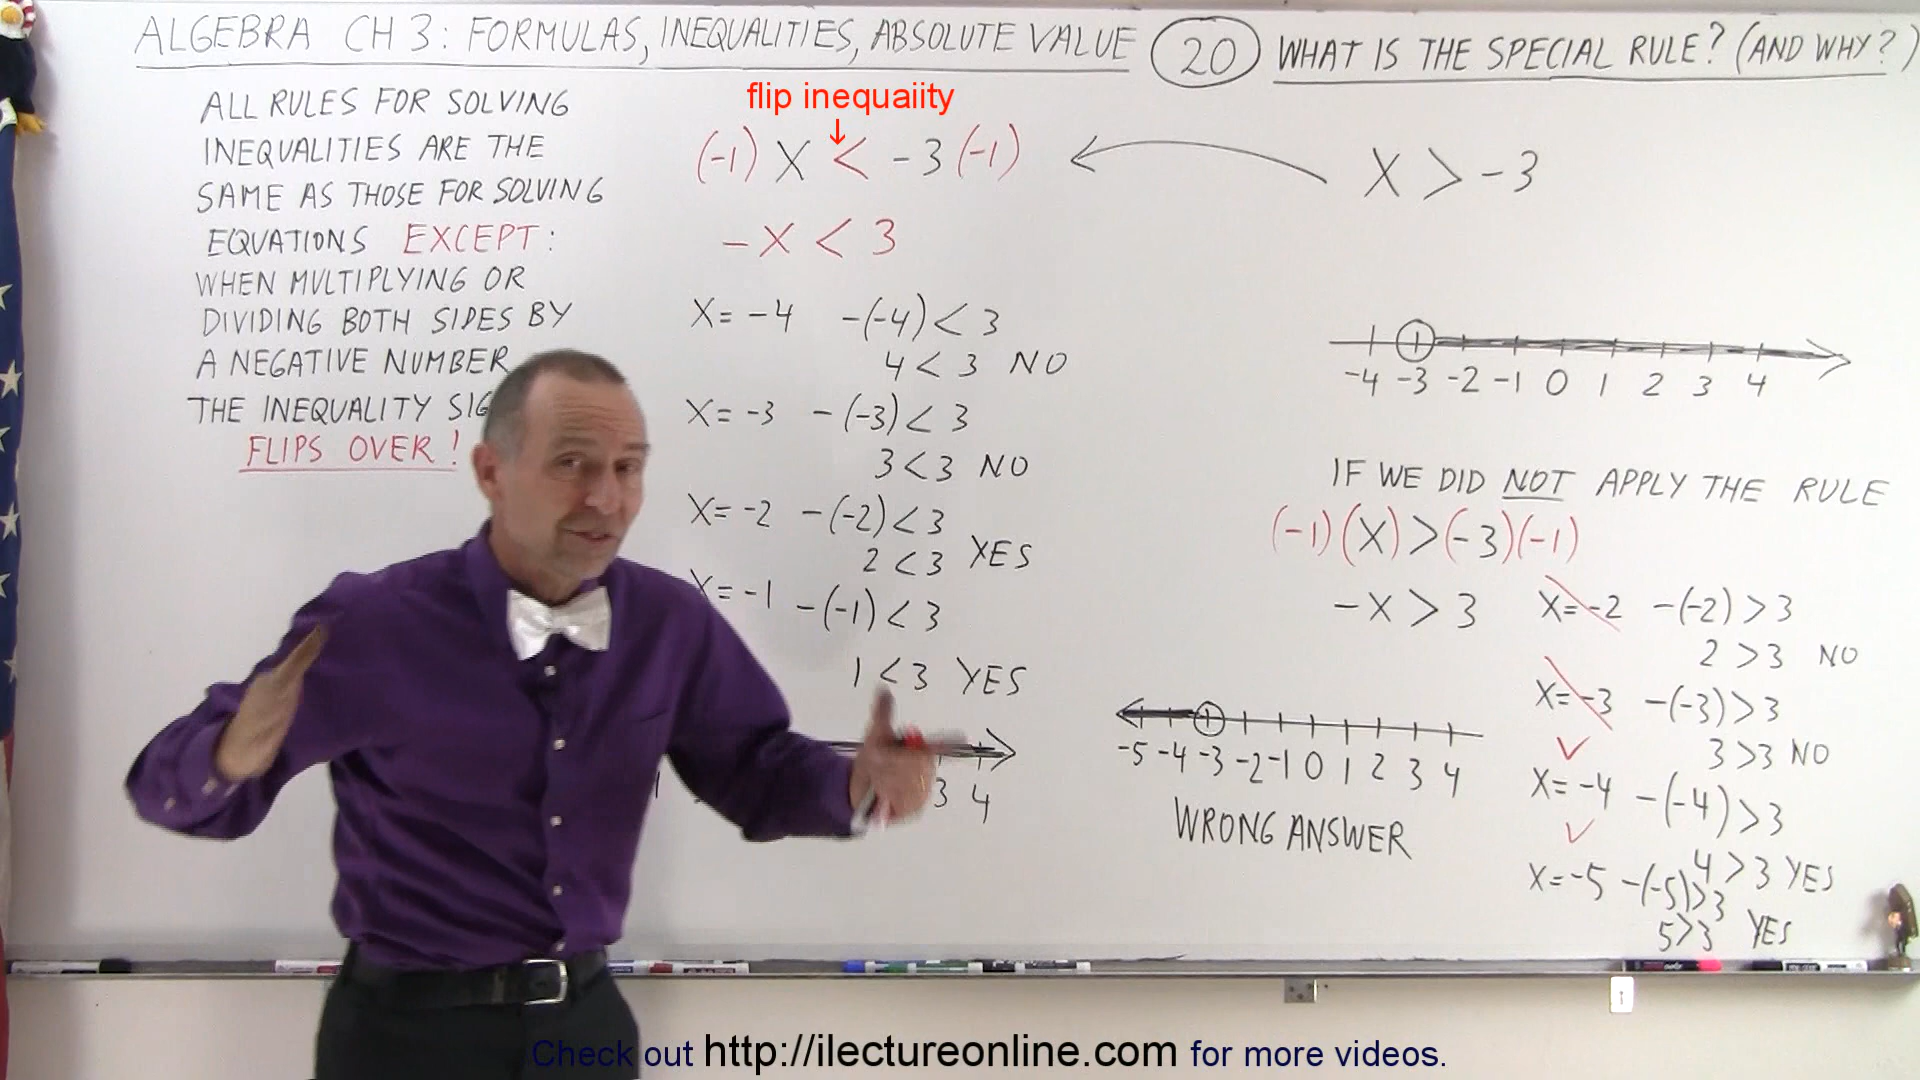 ALGEBRA CH 3: FORMULAS, INEQUALITIES, ABSOLUTE VALUE 20 WHAT IS THE SPECIAL RULE? (AND WHY?)
ALL RULES FOR SOLVING
INEQUALITIES ARE THE
SAME AS THOSE FOR SOLVING
EQUATIONS EXCEPT:
WHEN MULTIPLYING OR
DIVIDING BOTH SIDES BY
A NEGATIVE NUMBER
THE INEQUALITY SIG
FLIPS OVER!
flip inequaiity
↓
(-1) X < -3 (-1)
-X < 3
X = -4 -(-4) < 3
4 < 3 NO
X = -3 -(-3) < 3
3 < 3 NO
X = -2 -(-2) < 3
2 < 3 YES
X = -1 -(-1) < 3
1 < 3 YES
3 4
X > -3
-4 -3 -2 -1 0 1 2 3 4
IF WE DID NOT APPLY THE RULE
(-1)(X) > (-3)(-1)
-X > 3
-5 -4 -3 -2 -1 0 1 2 3 4
WRONG ANSWER
X = -2 -(-2) > 3
2 > 3 NO
X = -3 -(-3) > 3
3 > 3 NO
X = -4 -(-4) > 3
4 > 3 YES
X = -5 -(-5) > 3
5 > 3 YES
Check out http://ilectureonline.com for more videos.